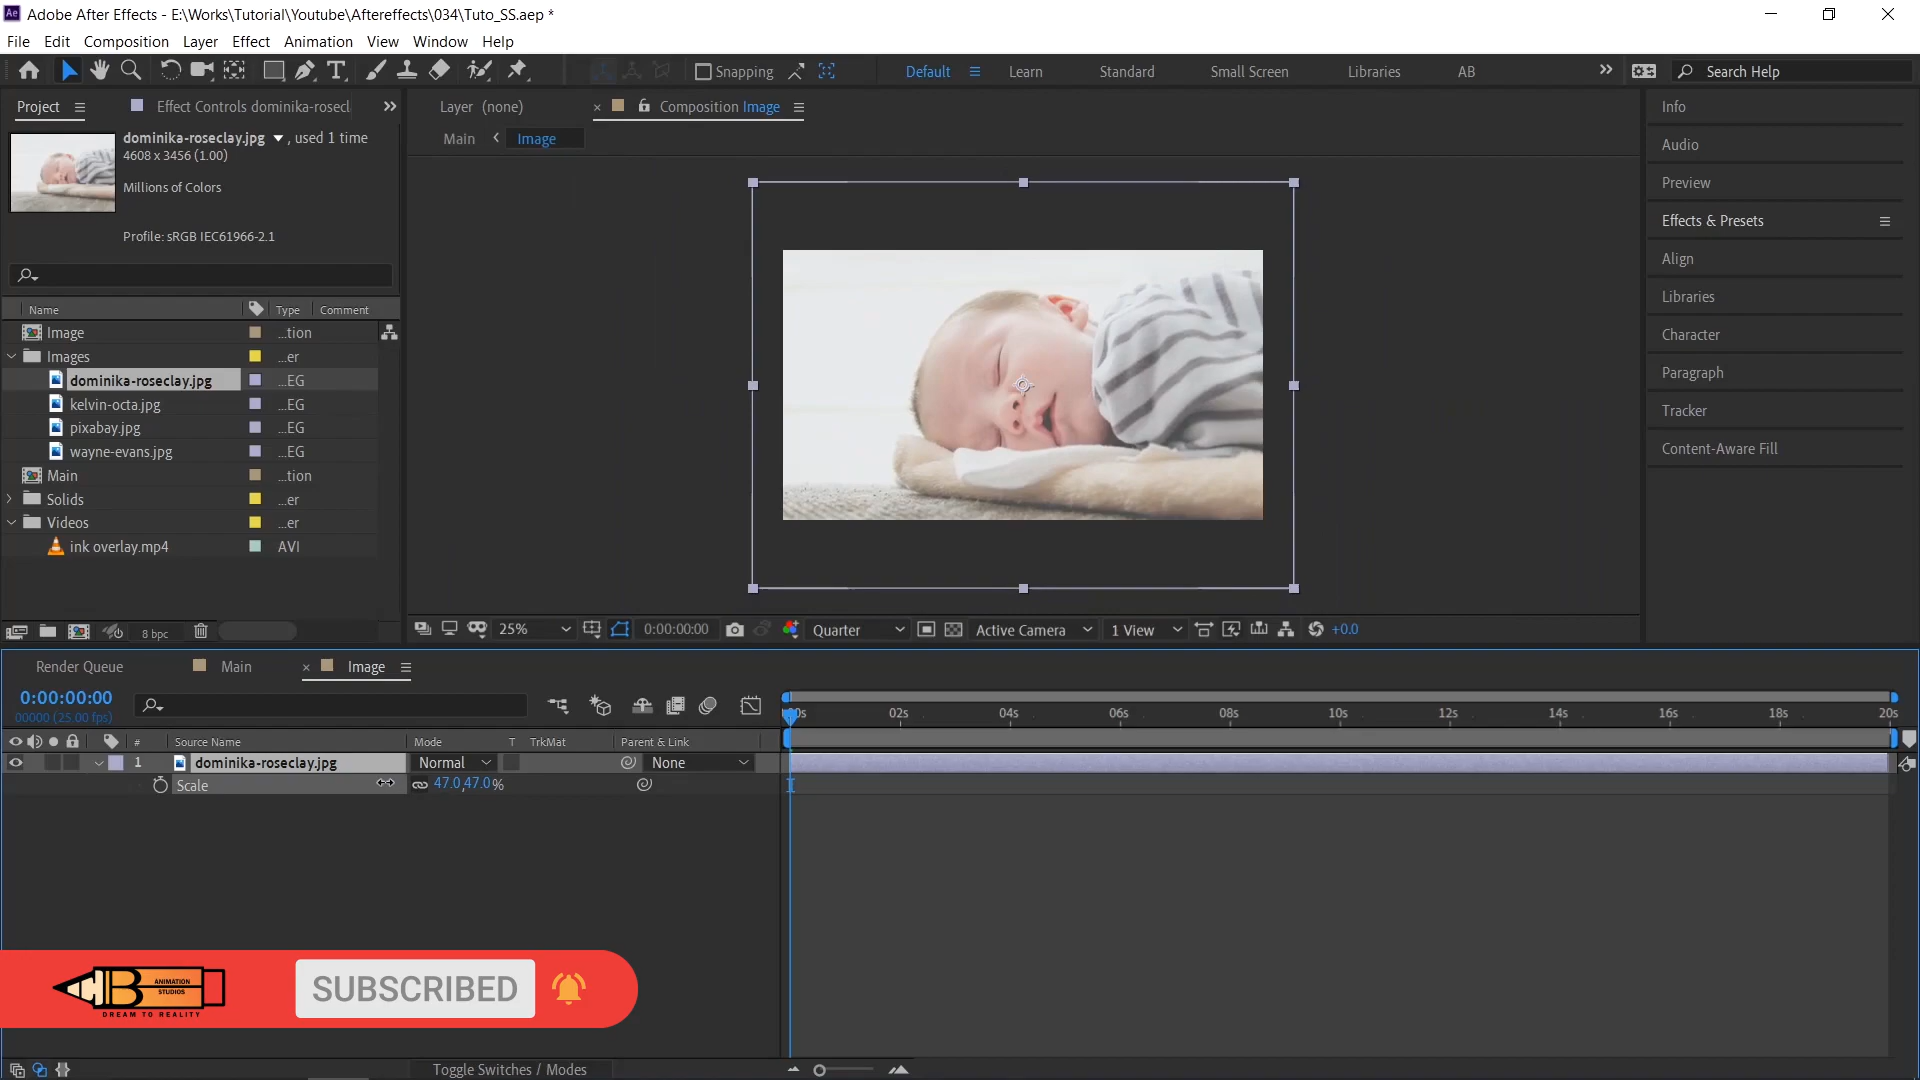 Adobe After Effects - E:\Works\Tutorial\Youtube\Aftereffects\034\Tuto_SS.aep *
File Edit Composition Layer Effect Animation View Window Help
Snapping Default Learn Standard Small Screen Libraries AB Search Help
Project Effect Controls dominika-rosecl
Layer (none) Composition Image
Main Image
dominika-roseclay.jpg , used 1 time
4608 x 3456 (1.00)
Millions of Colors
Profile: sRGB IEC61966-2.1
Name Type Comment
Image ...tion
Images ...er
dominika-roseclay.jpg ...EG
kelvin-octa.jpg ...EG
pixabay.jpg ...EG
wayne-evans.jpg ...EG
Main ...tion
Solids ...er
Videos ...er
ink overlay.mp4 AVI
8 bpc
25% 0:00:00:00 Quarter Active Camera 1 View +0.0
Info
Audio
Preview
Effects & Presets
Align
Libraries
Character
Paragraph
Tracker
Content-Aware Fill
Render Queue Main Image
0:00:00:00
00000 (25.00 fps)
02s 04s 06s 08s 10s 12s 14s 16s 18s 20s
# Source Name Mode T TrkMat Parent & Link
1 dominika-roseclay.jpg Normal None
Scale 47.0,47.0%
B ANIMATION
STUDIOS
DREAM TO REALITY
SUBSCRIBED
Toggle Switches / Modes